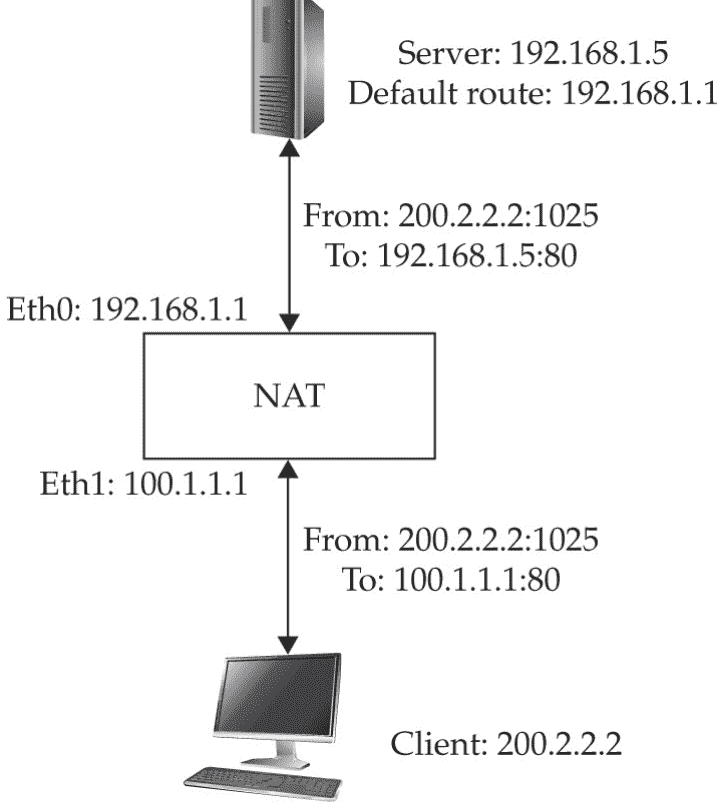 Server: 192.168.1.5
Default route: 192.168.1.1
From: 200.2.2.2:1025
To: 192.168.1.5:80
Eth0: 192.168.1.1
NAT
Eth1: 100.1.1.1
From: 200.2.2.2:1025
To: 100.1.1.1:80
Client: 200.2.2.2